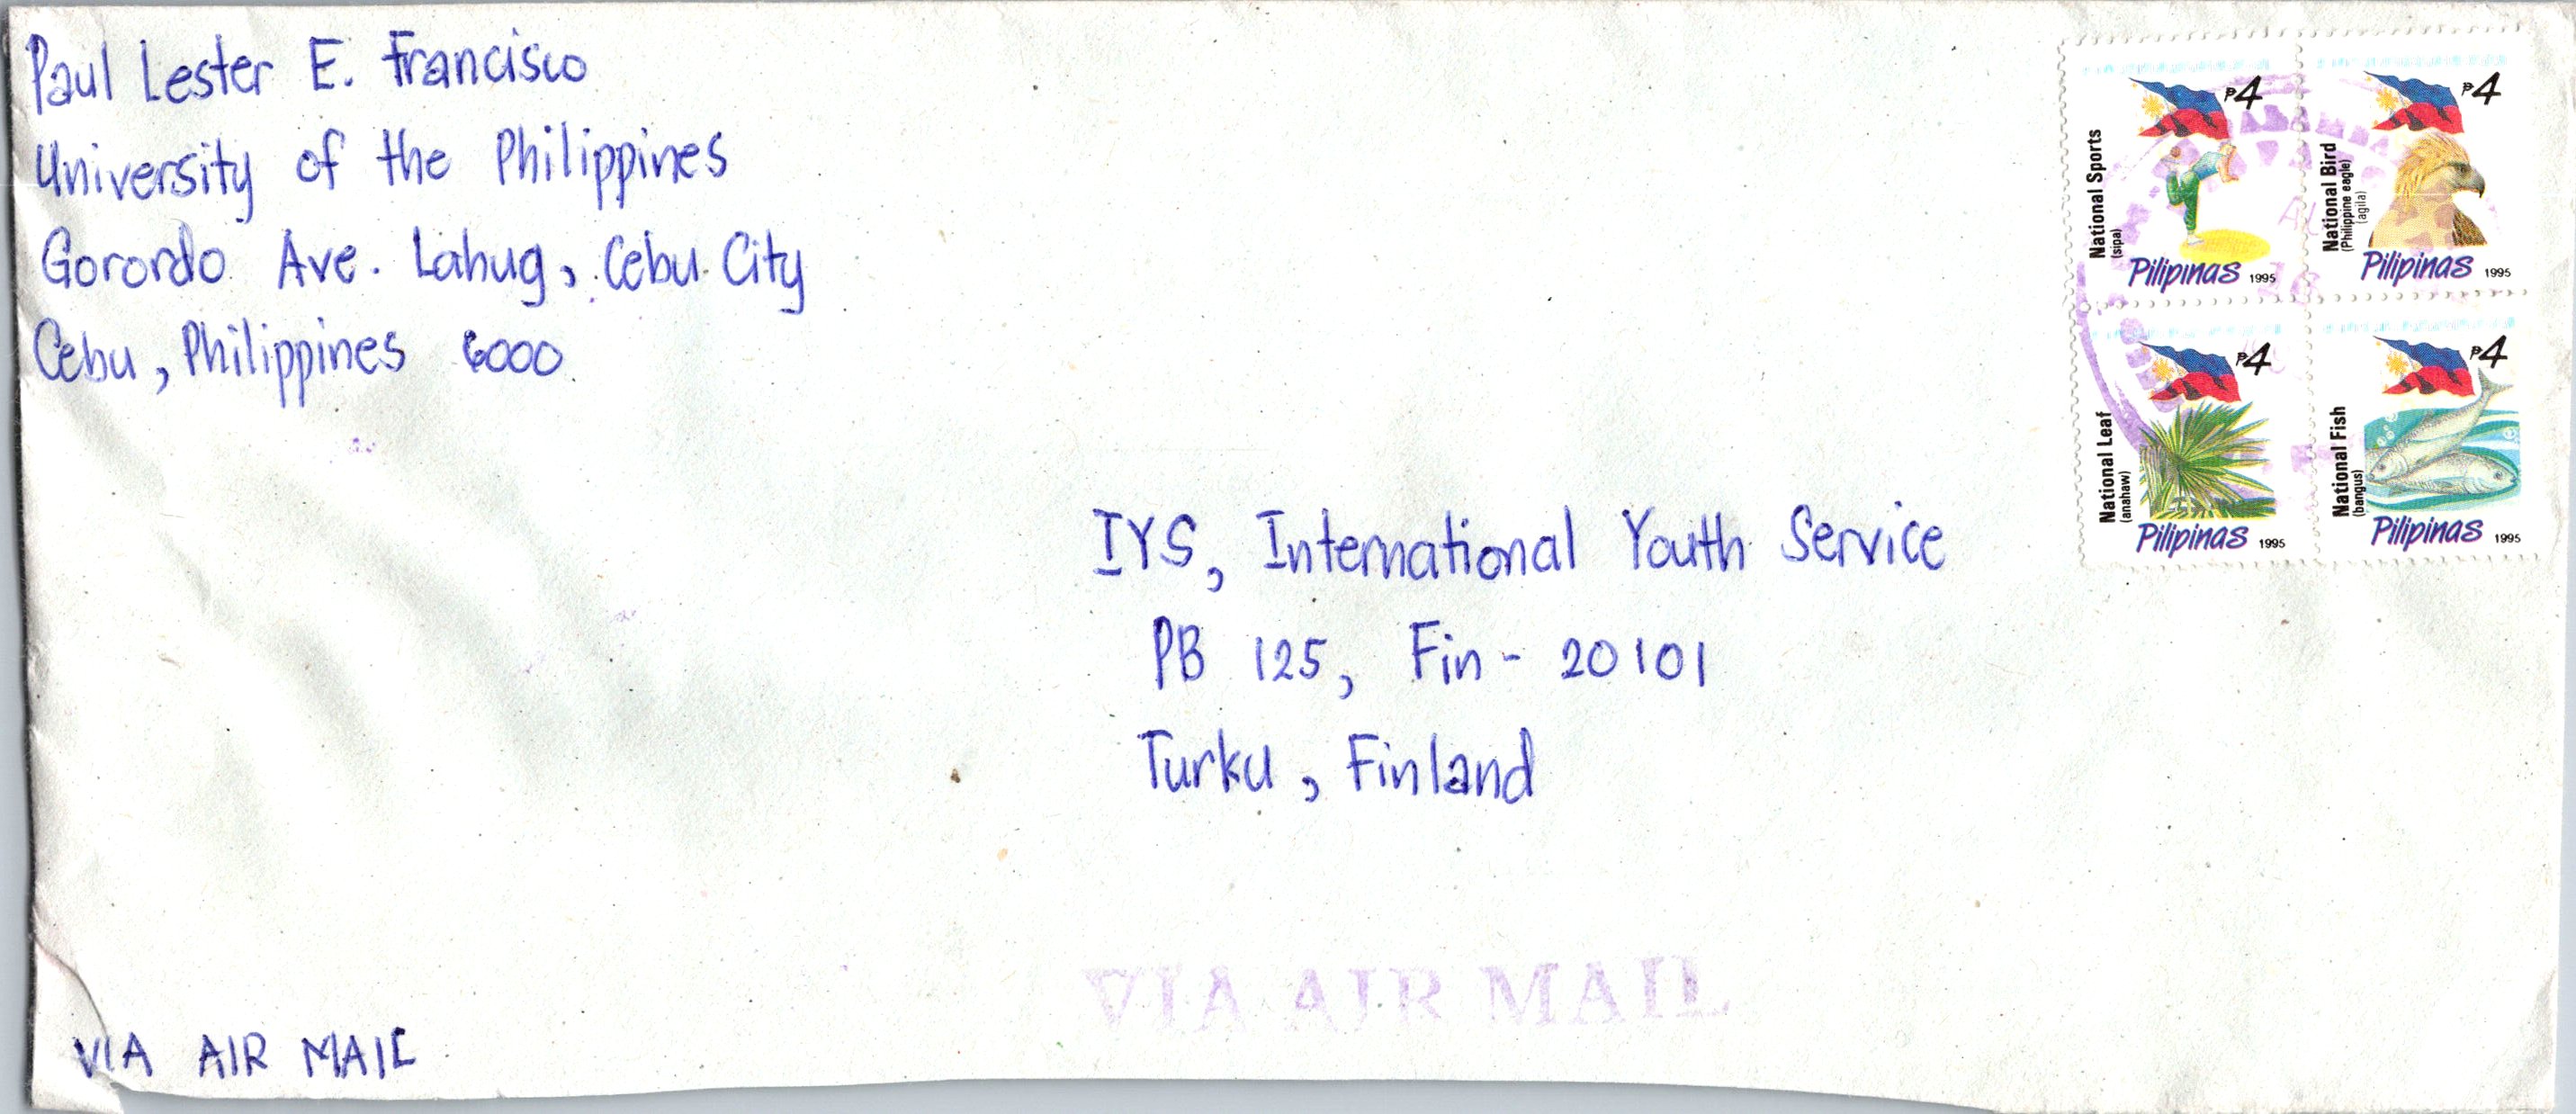 Paul Lester E. Francisco
University of the Philippines
Gorordo Ave. Lahug, Cebu City
Cebu, Philippines 6000
₱4
National Sports
(sipa)
Pilipinas 1995
₱4
National Bird
(Philippine eagle)
(agila)
Pilipinas 1995
₱4
National Leaf
(anahaw)
Pilipinas 1995
₱4
National Fish
(bangus)
Pilipinas 1995
IYS, International Youth Service
PB 125, Fin - 20101
Turku, Finland
VIA AIR MAIL
VIA AIR MAIL